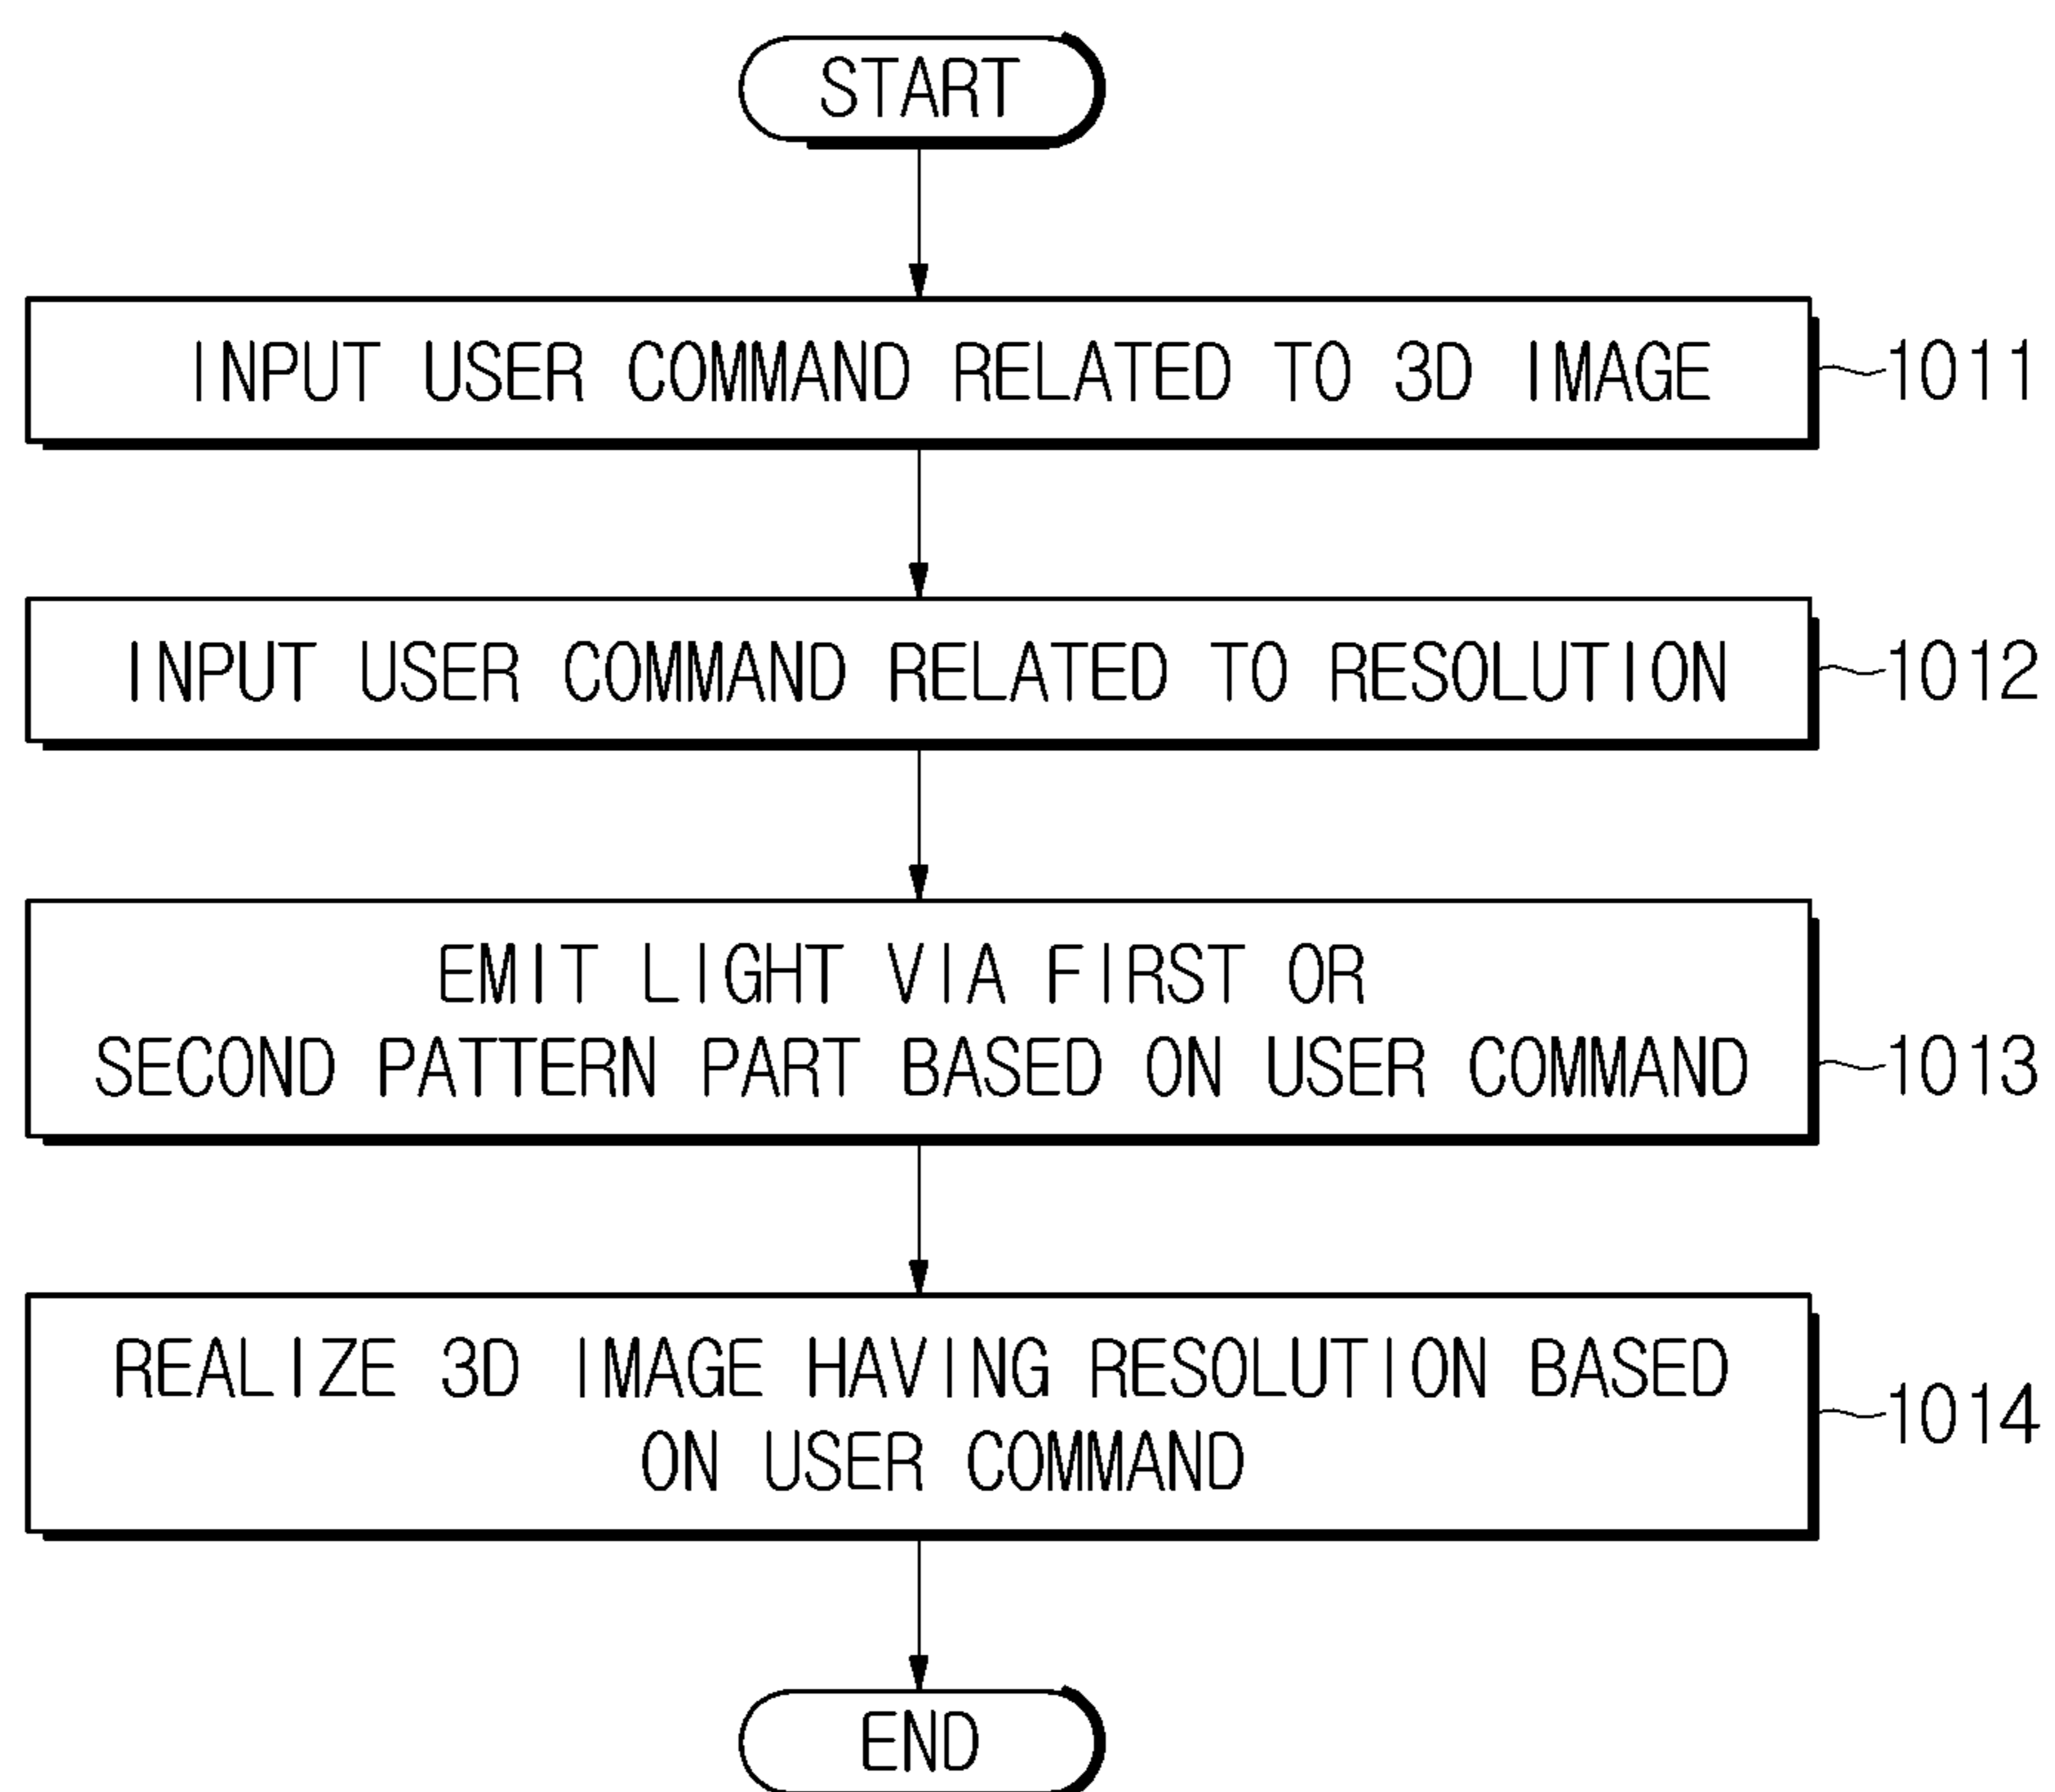 START
INPUT USER COMMAND RELATED TO 3D IMAGE
1011
INPUT USER COMMAND RELATED TO RESOLUTION
1012
EMIT LIGHT VIA FIRST OR
SECOND PATTERN PART BASED ON USER COMMAND
1013
REALIZE 3D IMAGE HAVING RESOLUTION BASED
ON USER COMMAND
1014
END